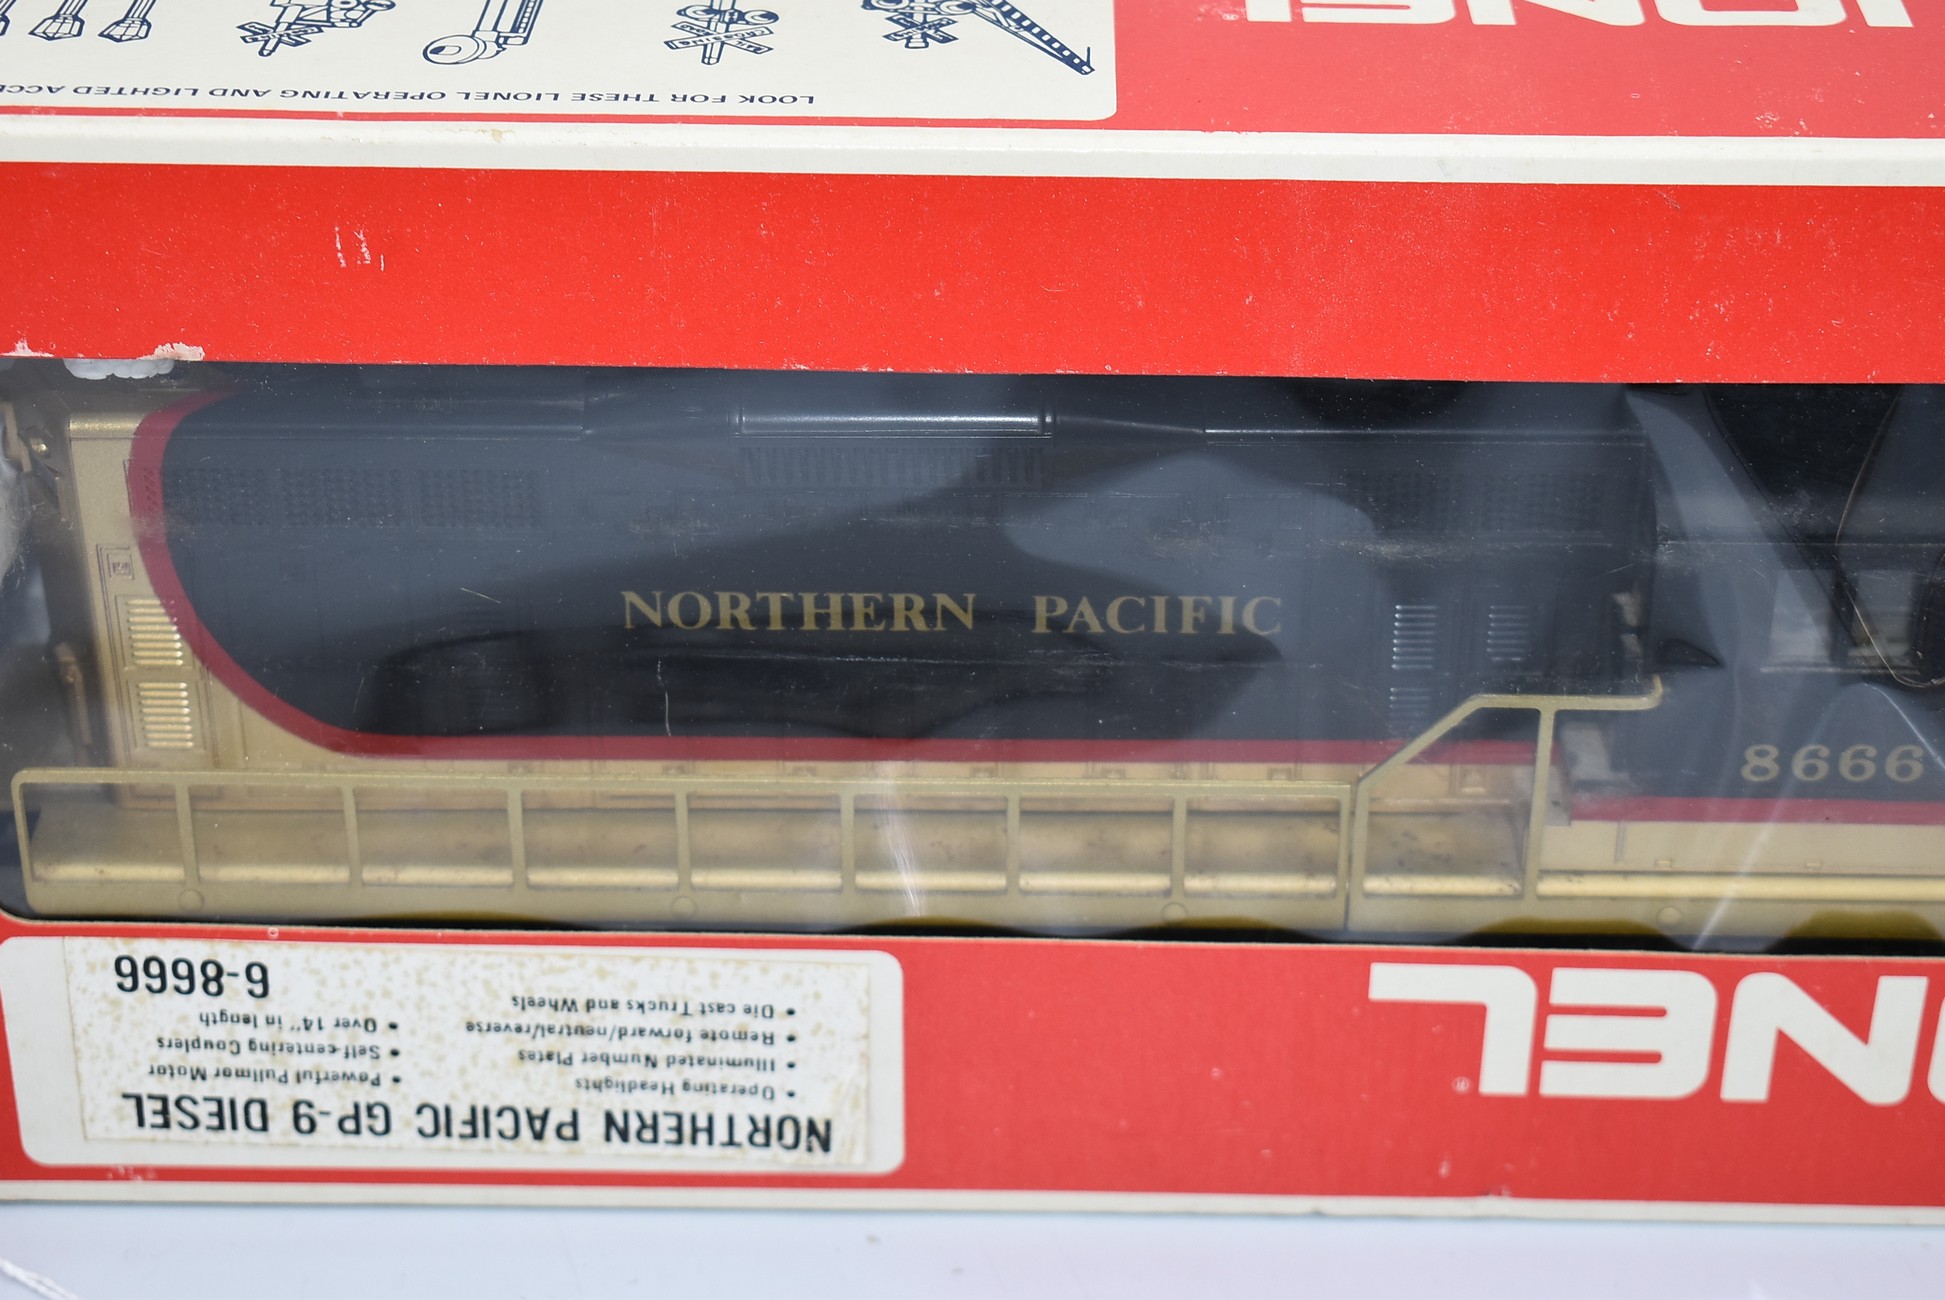 LOOK FOR THESE LIONEL OPERATING AND LIGHTED
NORTHERN PACIFIC
8666
NORTHERN PACIFIC GP-9 DIESEL
• Operating Headlights
• Illuminated Number Plates
• Remote forward/neutral/reverse
• Die cast Trucks and Wheels
• Powerful Pullmor Motor
• Self-centering Couplers
• Over 14" in length
6-8666